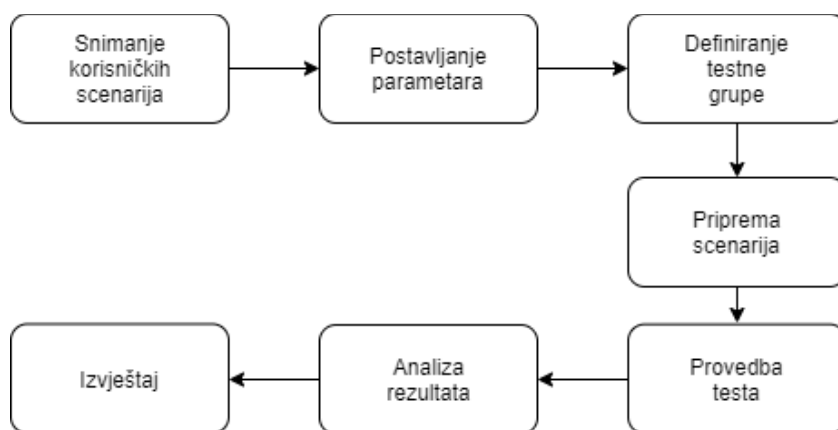 Snimanje
korisničkih
scenarija
Postavljanje
parametara
Definiranje
testne
grupe
Priprema
scenarija
Provedba
testa
Analiza
rezultata
Izvještaj